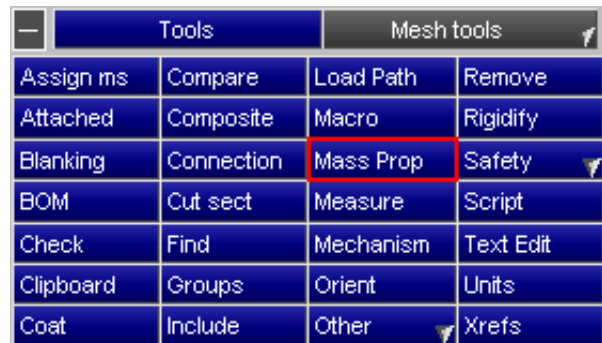 Tools Mesh tools
Assign ms Compare Load Path Remove
Attached Composite Macro Rigidify
Blanking Connection Mass Prop Safety
BOM Cut sect Measure Script
Check Find Mechanism Text Edit
Clipboard Groups Orient Units
Coat Include Other Xrefs